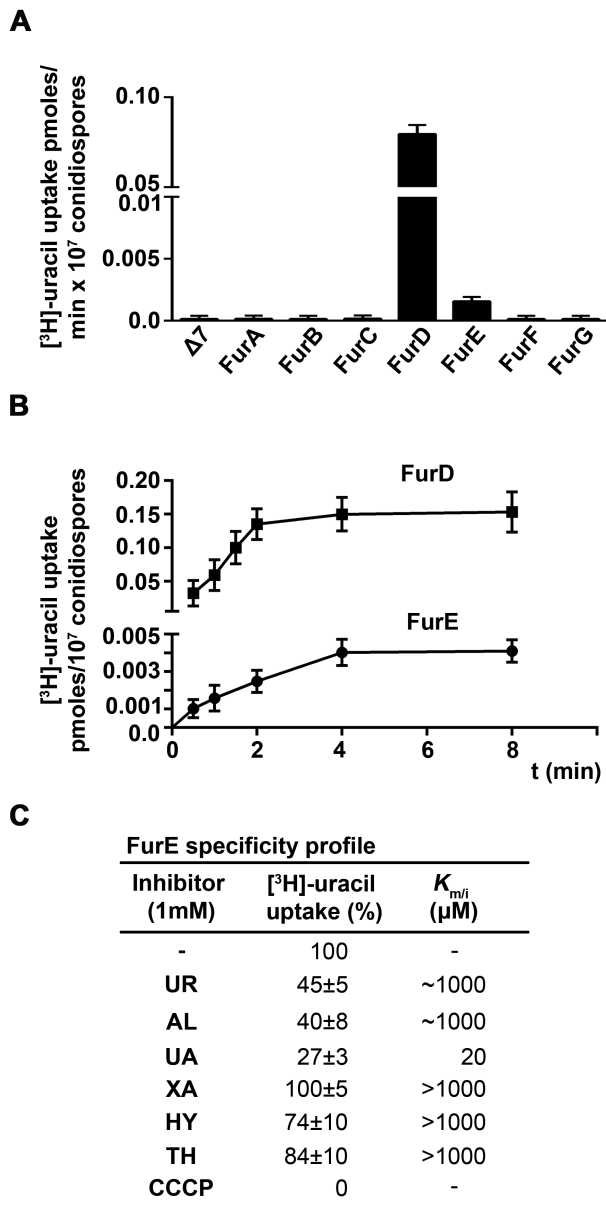 A
[³H]-uracil uptake pmoles/
min x 10⁷ conidiospores
0.10
0.05
0.01
0.005
0.0
Δ7 FurA FurB FurC FurD FurE FurF FurG
B
[³H]-uracil uptake
pmoles/10⁷ conidiospores
FurD
0.20
0.15
0.10
0.05
FurE
0.005
0.003
0.001
0.0
0 2 4 6 8
t (min)
C
FurE specificity profile
Inhibitor [³H]-uracil Km/i
(1mM) uptake (%) (μM)
- 100 -
UR 45±5 ~1000
AL 40±8 ~1000
UA 27±3 20
XA 100±5 >1000
HY 74±10 >1000
TH 84±10 >1000
CCCP 0 -